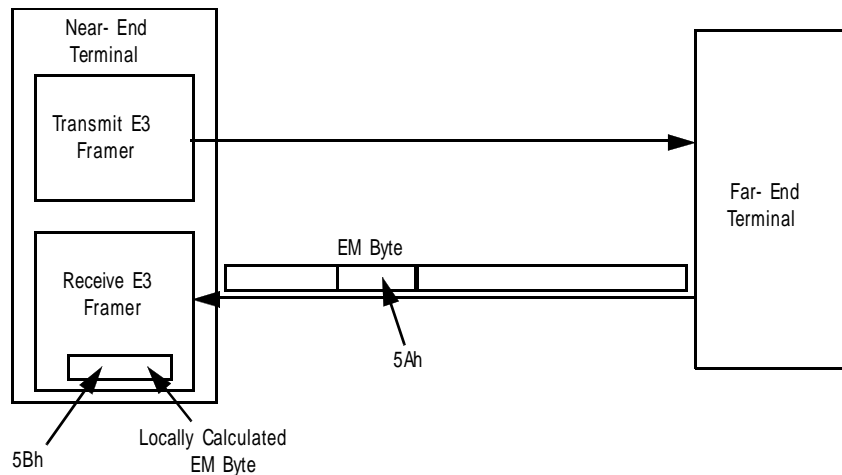 Near- End
Terminal
Transmit E3
Framer
Far- End
Terminal
EM Byte
Receive E3
Framer
5Ah
5Bh
Locally Calculated
EM Byte